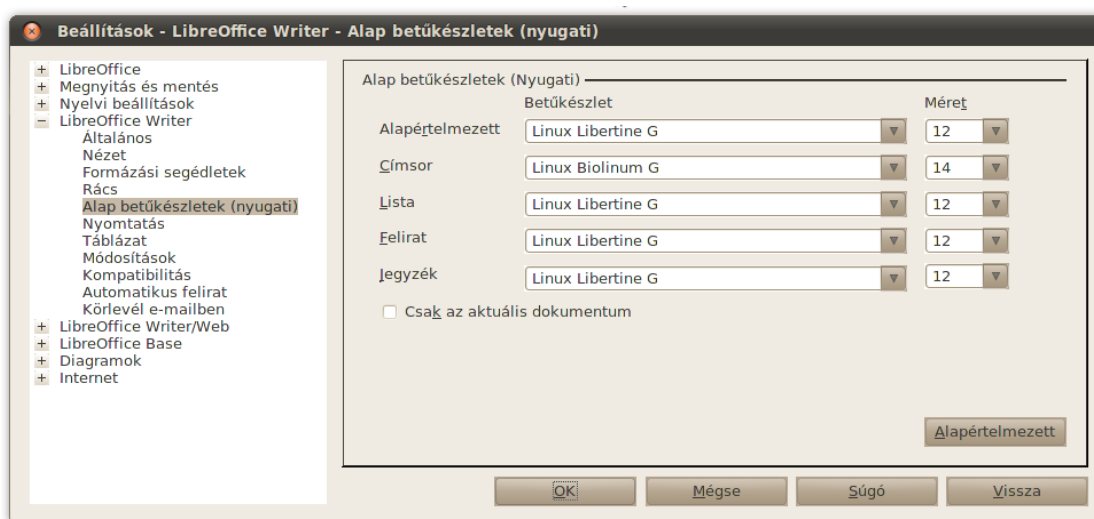 Beállítások - LibreOffice Writer - Alap betűkészletek (nyugati)
LibreOffice
Megnyitás és mentés
Nyelvi beállítások
LibreOffice Writer
Általános
Nézet
Formázási segédletek
Rács
Alap betűkészletek (nyugati)
Nyomtatás
Táblázat
Módosítások
Kompatibilitás
Automatikus felirat
Körlevél e-mailben
LibreOffice Writer/Web
LibreOffice Base
Diagramok
Internet
Alap betűkészletek (Nyugati)
Betűkészlet Méret
Alapértelmezett Linux Libertine G 12
Címsor Linux Biolinum G 14
Lista Linux Libertine G 12
Felirat Linux Libertine G 12
Jegyzék Linux Libertine G 12
Csak az aktuális dokumentum
Alapértelmezett
OK Mégse Súgó Vissza